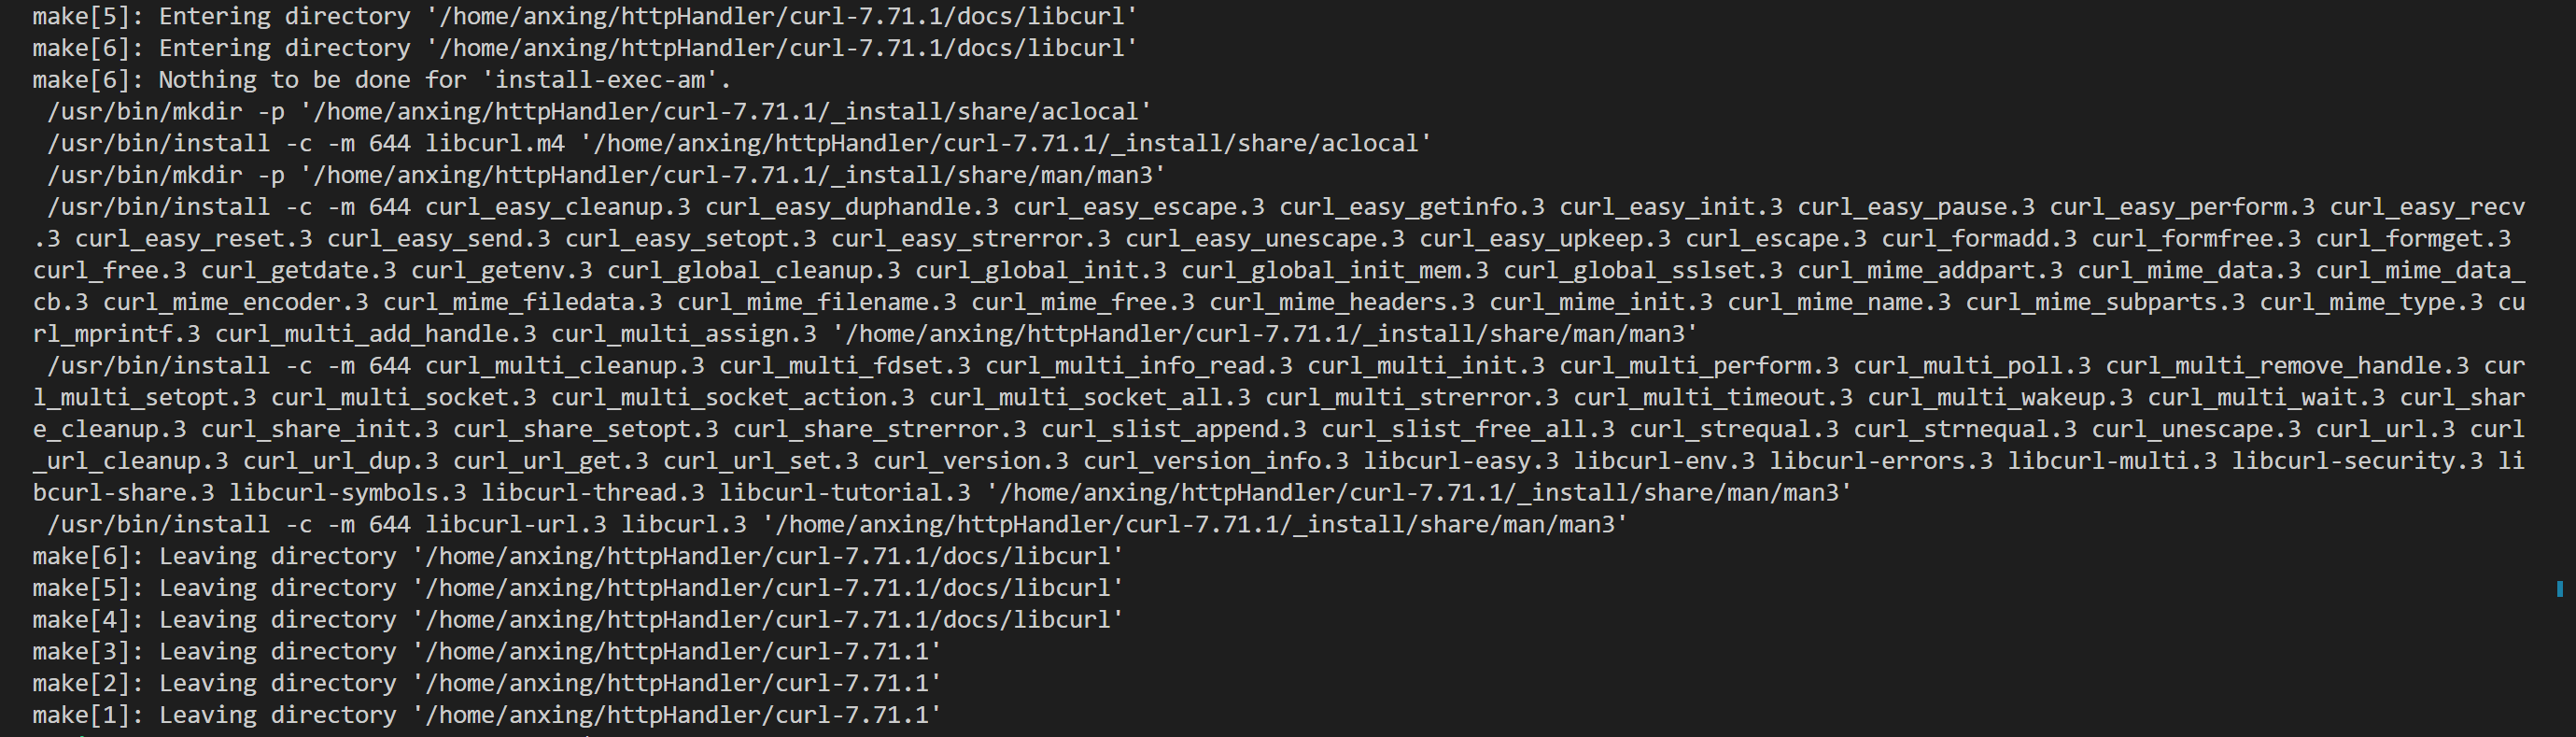 make[5]: Entering directory '/home/anxing/httpHandler/curl-7.71.1/docs/libcurl'
make[6]: Entering directory '/home/anxing/httpHandler/curl-7.71.1/docs/libcurl'
make[6]: Nothing to be done for 'install-exec-am'.
 /usr/bin/mkdir -p '/home/anxing/httpHandler/curl-7.71.1/_install/share/aclocal'
 /usr/bin/install -c -m 644 libcurl.m4 '/home/anxing/httpHandler/curl-7.71.1/_install/share/aclocal'
 /usr/bin/mkdir -p '/home/anxing/httpHandler/curl-7.71.1/_install/share/man/man3'
 /usr/bin/install -c -m 644 curl_easy_cleanup.3 curl_easy_duphandle.3 curl_easy_escape.3 curl_easy_getinfo.3 curl_easy_init.3 curl_easy_pause.3 curl_easy_perform.3 curl_easy_recv
.3 curl_easy_reset.3 curl_easy_send.3 curl_easy_setopt.3 curl_easy_strerror.3 curl_easy_unescape.3 curl_easy_upkeep.3 curl_escape.3 curl_formadd.3 curl_formfree.3 curl_formget.3
curl_free.3 curl_getdate.3 curl_getenv.3 curl_global_cleanup.3 curl_global_init.3 curl_global_init_mem.3 curl_global_sslset.3 curl_mime_addpart.3 curl_mime_data.3 curl_mime_data_
cb.3 curl_mime_encoder.3 curl_mime_filedata.3 curl_mime_filename.3 curl_mime_free.3 curl_mime_headers.3 curl_mime_init.3 curl_mime_name.3 curl_mime_subparts.3 curl_mime_type.3 cu
rl_mprintf.3 curl_multi_add_handle.3 curl_multi_assign.3 '/home/anxing/httpHandler/curl-7.71.1/_install/share/man/man3'
 /usr/bin/install -c -m 644 curl_multi_cleanup.3 curl_multi_fdset.3 curl_multi_info_read.3 curl_multi_init.3 curl_multi_perform.3 curl_multi_poll.3 curl_multi_remove_handle.3 cur
l_multi_setopt.3 curl_multi_socket.3 curl_multi_socket_action.3 curl_multi_socket_all.3 curl_multi_strerror.3 curl_multi_timeout.3 curl_multi_wakeup.3 curl_multi_wait.3 curl_shar
e_cleanup.3 curl_share_init.3 curl_share_setopt.3 curl_share_strerror.3 curl_slist_append.3 curl_slist_free_all.3 curl_strequal.3 curl_strnequal.3 curl_unescape.3 curl_url.3 curl
_url_cleanup.3 curl_url_dup.3 curl_url_get.3 curl_url_set.3 curl_version.3 curl_version_info.3 libcurl-easy.3 libcurl-env.3 libcurl-errors.3 libcurl-multi.3 libcurl-security.3 li
bcurl-share.3 libcurl-symbols.3 libcurl-thread.3 libcurl-tutorial.3 '/home/anxing/httpHandler/curl-7.71.1/_install/share/man/man3'
 /usr/bin/install -c -m 644 libcurl-url.3 libcurl.3 '/home/anxing/httpHandler/curl-7.71.1/_install/share/man/man3'
make[6]: Leaving directory '/home/anxing/httpHandler/curl-7.71.1/docs/libcurl'
make[5]: Leaving directory '/home/anxing/httpHandler/curl-7.71.1/docs/libcurl'
make[4]: Leaving directory '/home/anxing/httpHandler/curl-7.71.1/docs/libcurl'
make[3]: Leaving directory '/home/anxing/httpHandler/curl-7.71.1'
make[2]: Leaving directory '/home/anxing/httpHandler/curl-7.71.1'
make[1]: Leaving directory '/home/anxing/httpHandler/curl-7.71.1'